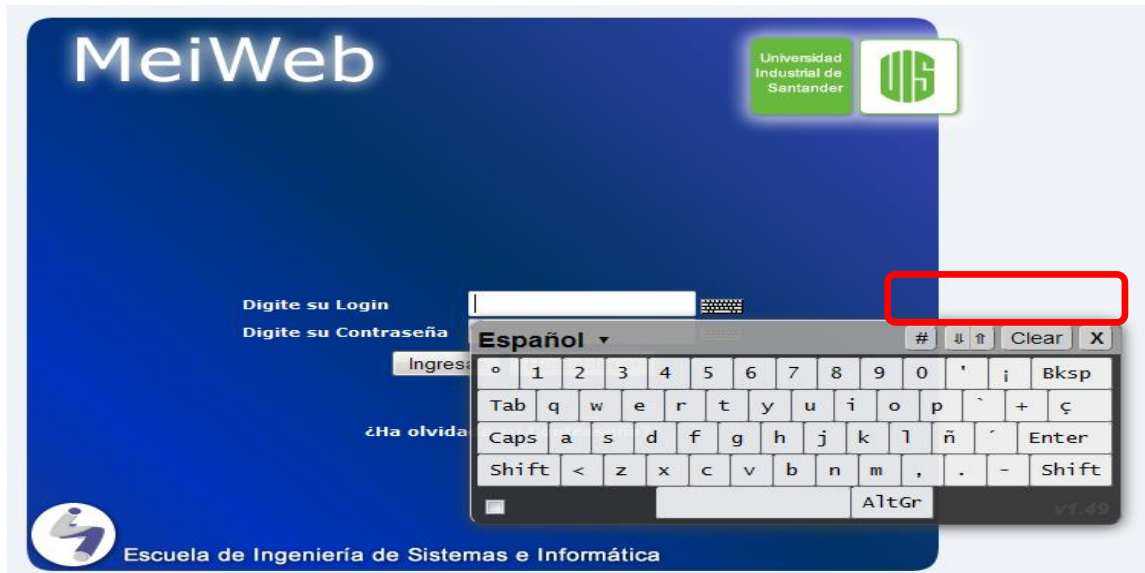 MeiWeb
Universidad
Industrial de
Santander
UIS
Digite su Login
Digite su Contraseña
Ingres
¿Ha olvida
Español ▼
# ⇓ ⇑ Clear X
º 1 2 3 4 5 6 7 8 9 0 ' ¡ Bksp
Tab q w e r t y u i o p ` + ç
Caps a s d f g h j k l ñ ´ Enter
Shift < z x c v b n m , . - Shift
AltGr
v1.49
Escuela de Ingeniería de Sistemas e Informática